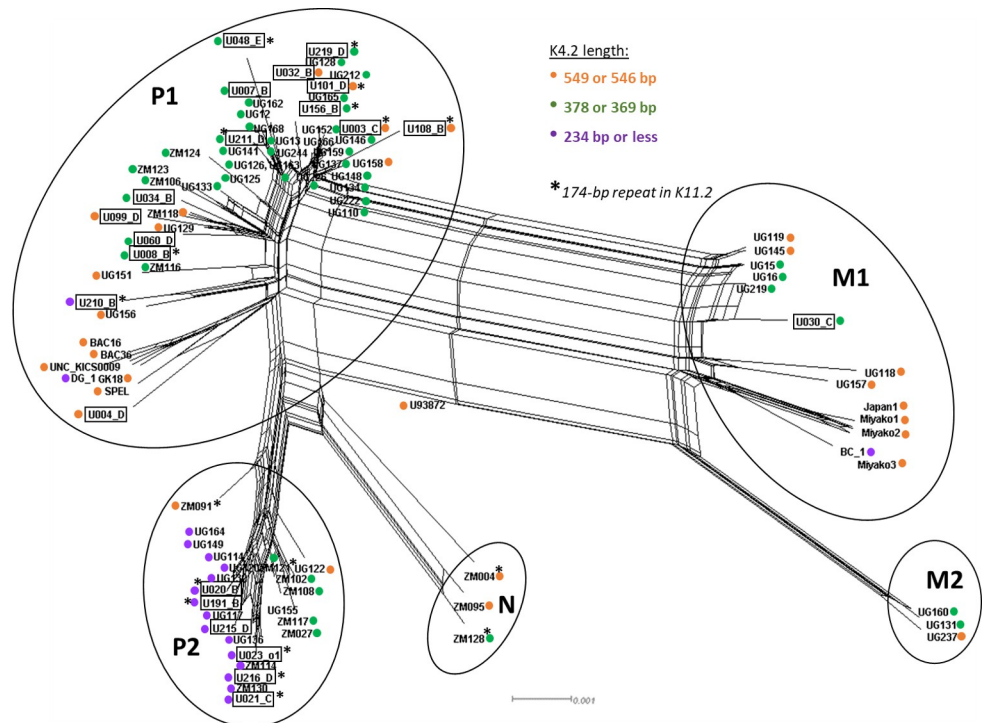 K4.2 length:
• 549 or 546 bp
• 378 or 369 bp
• 234 bp or less
* 174-bp repeat in K11.2
P1
U048_E *
U219_D *
UG128
U032_B
UG212
U101_D *
UG165
U156_B *
U007_B
UG162
UG12
UG168
* U211_D
UG13
UG141
UG244
UG152
U003_C *
UG146
U108_B *
UG159
UG137
UG158
UG148
UG134
UG222
UG110
UG126,
UG125
UG133
ZM124
ZM123
ZM106
U034_B
U099_D
ZM118
UG129
U060_D
U008_B *
ZM116
UG151
U210_B *
UG156
BAC16
BAC36
UNC_KICS0009
DG_1 GK18
SPEL
U004_D
U93872
M1
UG119
UG145
UG15
UG16
UG219
U030_C
UG118
UG157
Japan1
Miyako1
Miyako2
BC_1
Miyako3
P2
ZM091 *
UG164
UG149
UG114
* U020_B
* U191_B
UG117
U215_D
UG136
U023_o1 *
ZM114
U216_D *
ZM130
U021_C *
UG122
ZM102
ZM108
UG155
ZM117
ZM027
N
ZM004 *
ZM095
ZM128 *
M2
UG160
UG131
UG237
0.001